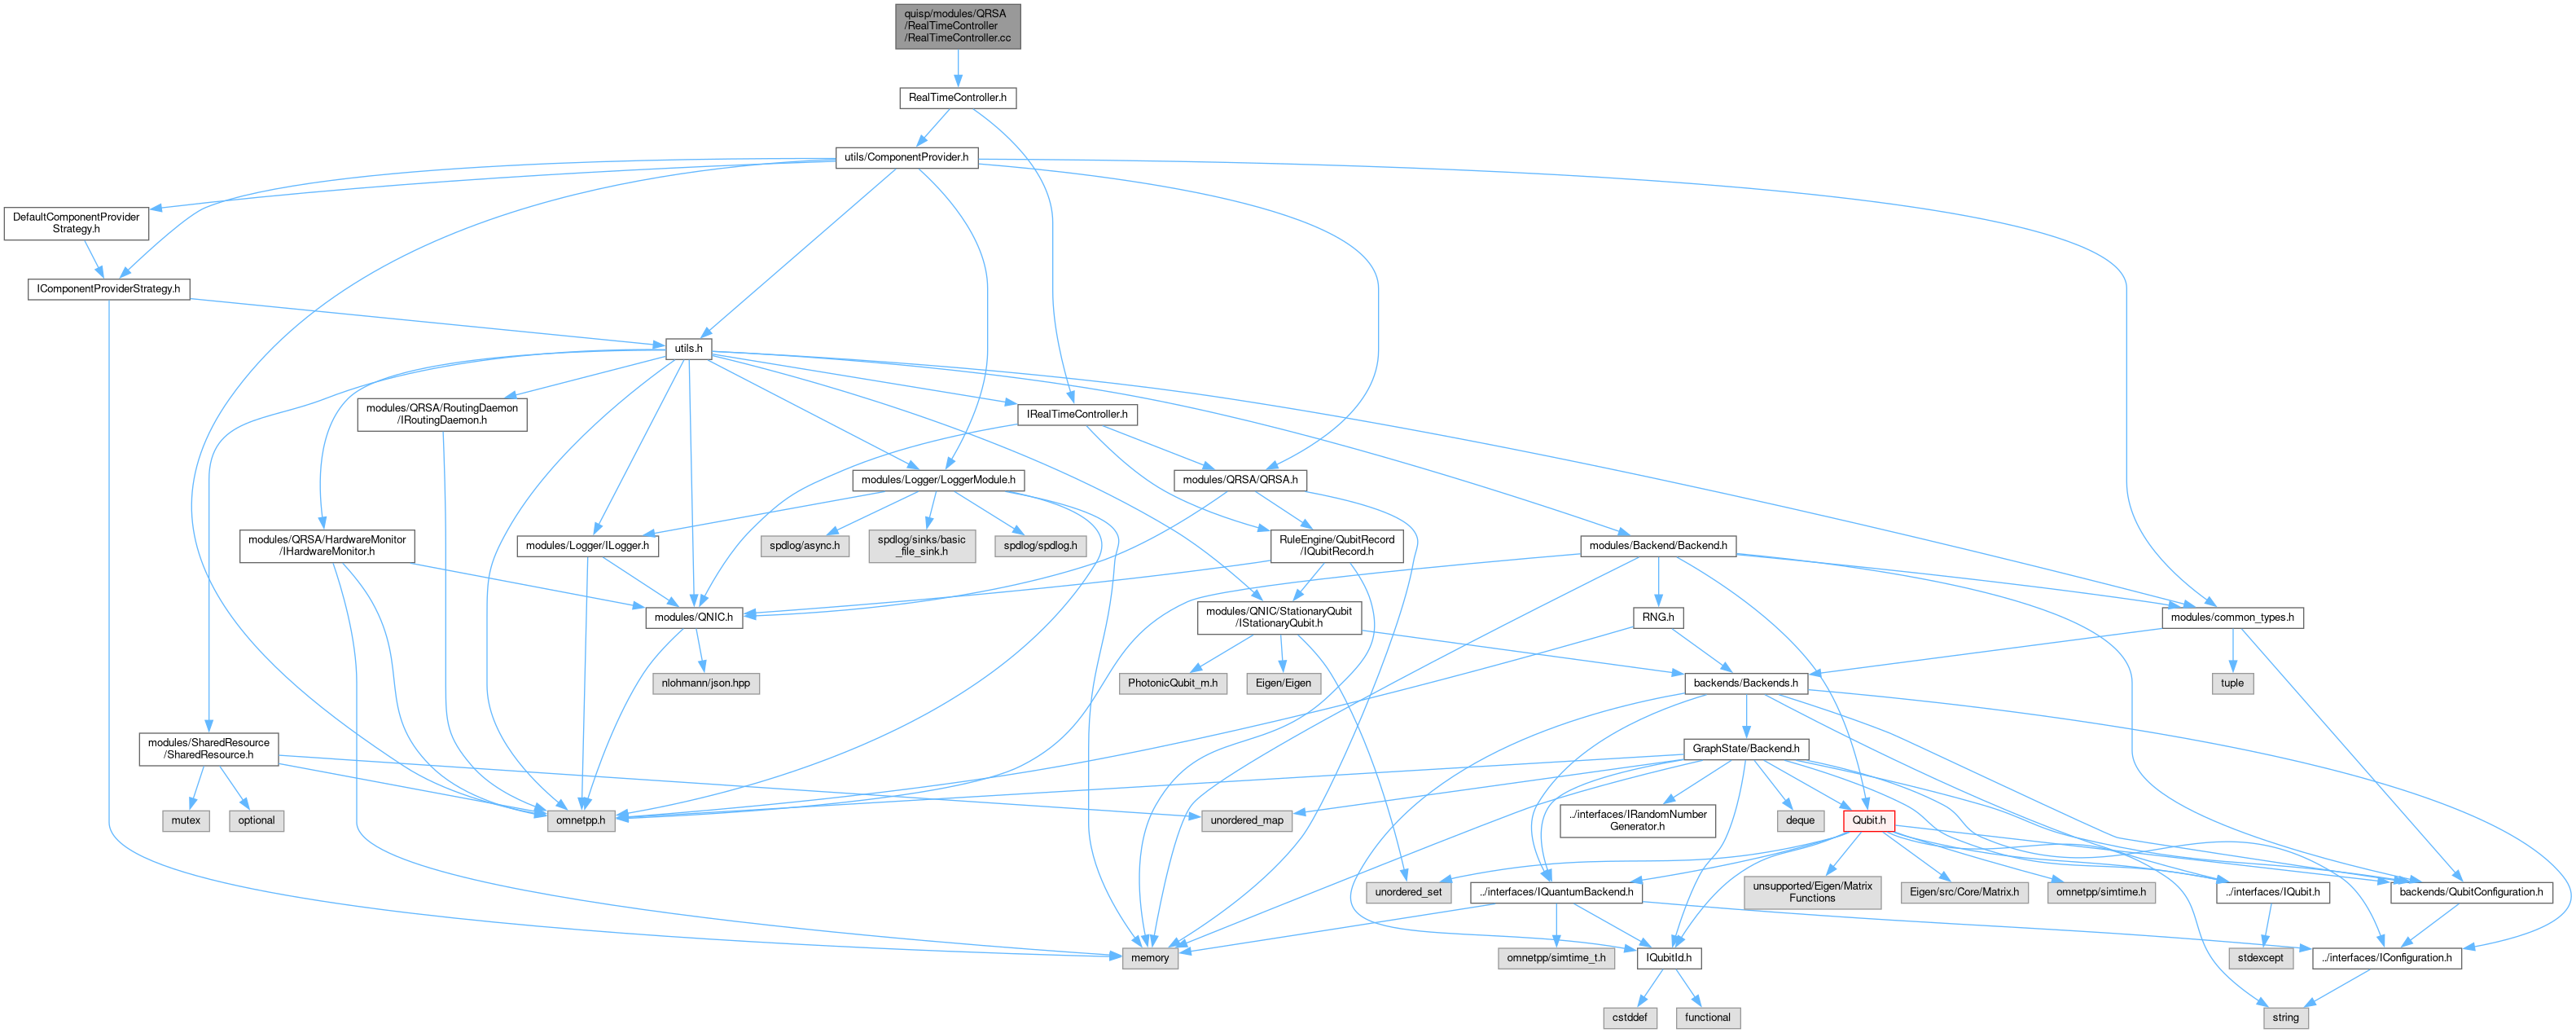 quisp/modules/QRSA
/RealTimeController
/RealTimeController.cc
RealTimeController.h
utils/ComponentProvider.h
DefaultComponentProvider
Strategy.h
IComponentProviderStrategy.h
utils.h
modules/QRSA/RoutingDaemon
/IRoutingDaemon.h
IRealTimeController.h
modules/Logger/LoggerModule.h
modules/QRSA/QRSA.h
modules/QRSA/HardwareMonitor
/IHardwareMonitor.h
modules/Logger/ILogger.h
spdlog/async.h
spdlog/sinks/basic
_file_sink.h
spdlog/spdlog.h
RuleEngine/QubitRecord
/IQubitRecord.h
modules/Backend/Backend.h
modules/QNIC.h
modules/QNIC/StationaryQubit
/IStationaryQubit.h
RNG.h
modules/common_types.h
nlohmann/json.hpp
PhotonicQubit_m.h
Eigen/Eigen
backends/Backends.h
tuple
modules/SharedResource
/SharedResource.h
GraphState/Backend.h
mutex
optional
omnetpp.h
unordered_map
../interfaces/IRandomNumber
Generator.h
deque
Qubit.h
unordered_set
../interfaces/IQuantumBackend.h
unsupported/Eigen/Matrix
Functions
Eigen/src/Core/Matrix.h
omnetpp/simtime.h
../interfaces/IQubit.h
backends/QubitConfiguration.h
memory
omnetpp/simtime_t.h
IQubitId.h
stdexcept
../interfaces/IConfiguration.h
cstddef
functional
string